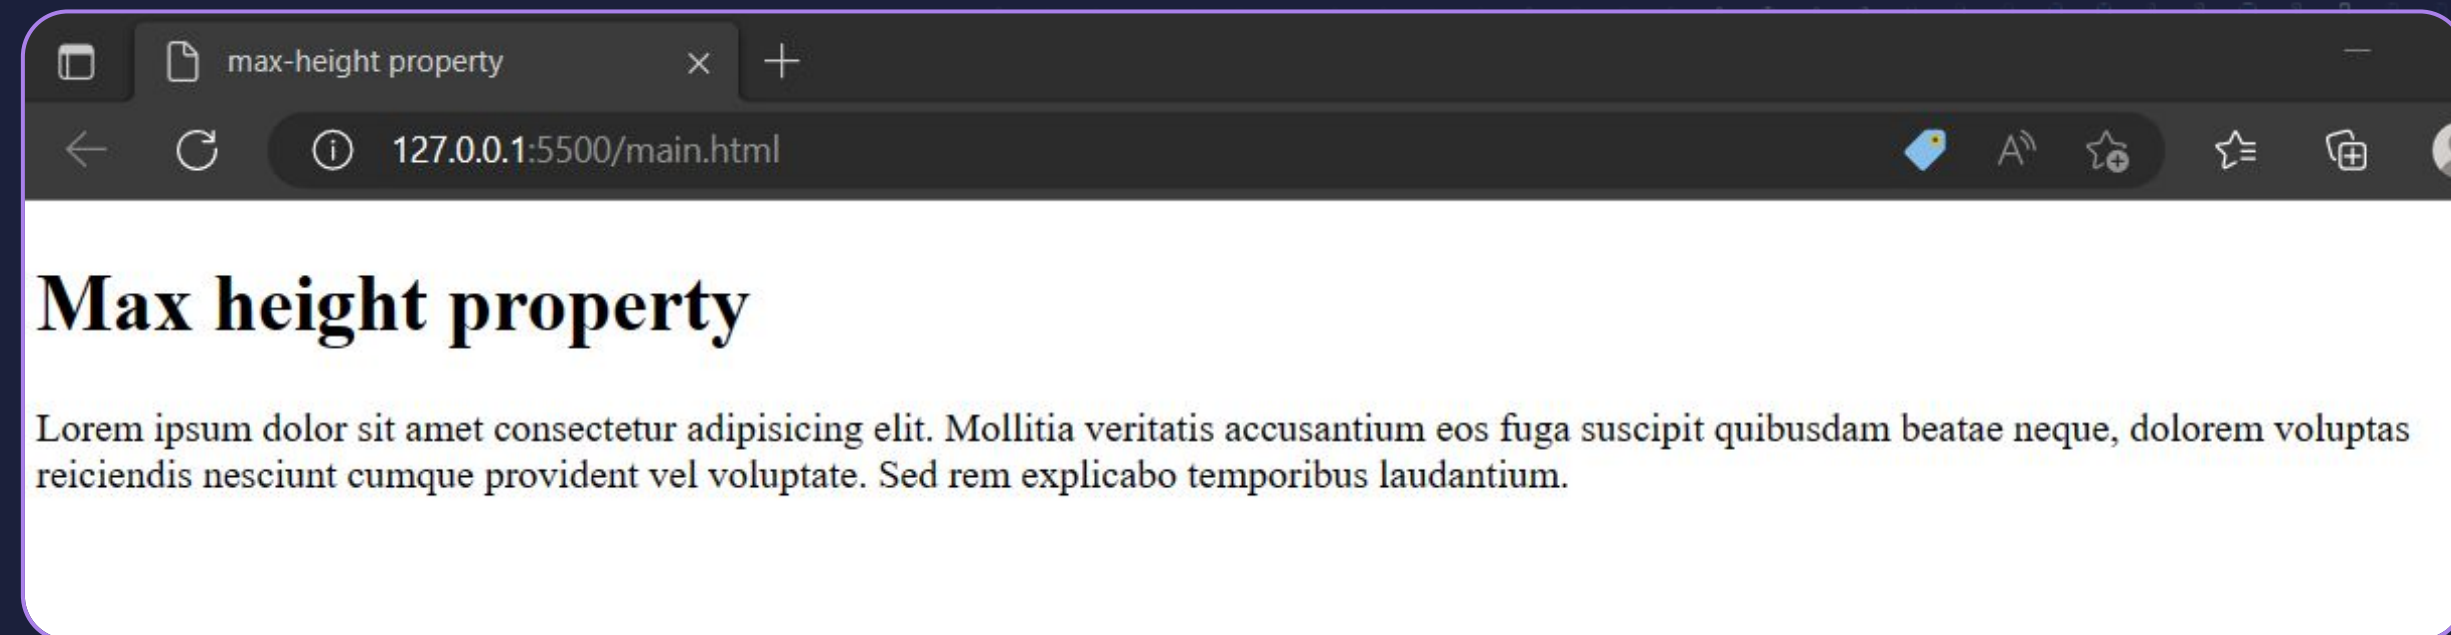 max-height property
127.0.0.1:5500/main.html
Max height property
Lorem ipsum dolor sit amet consectetur adipisicing elit. Mollitia veritatis accusantium eos fuga suscipit quibusdam beatae neque, dolorem voluptas
reiciendis nesciunt cumque provident vel voluptate. Sed rem explicabo temporibus laudantium.